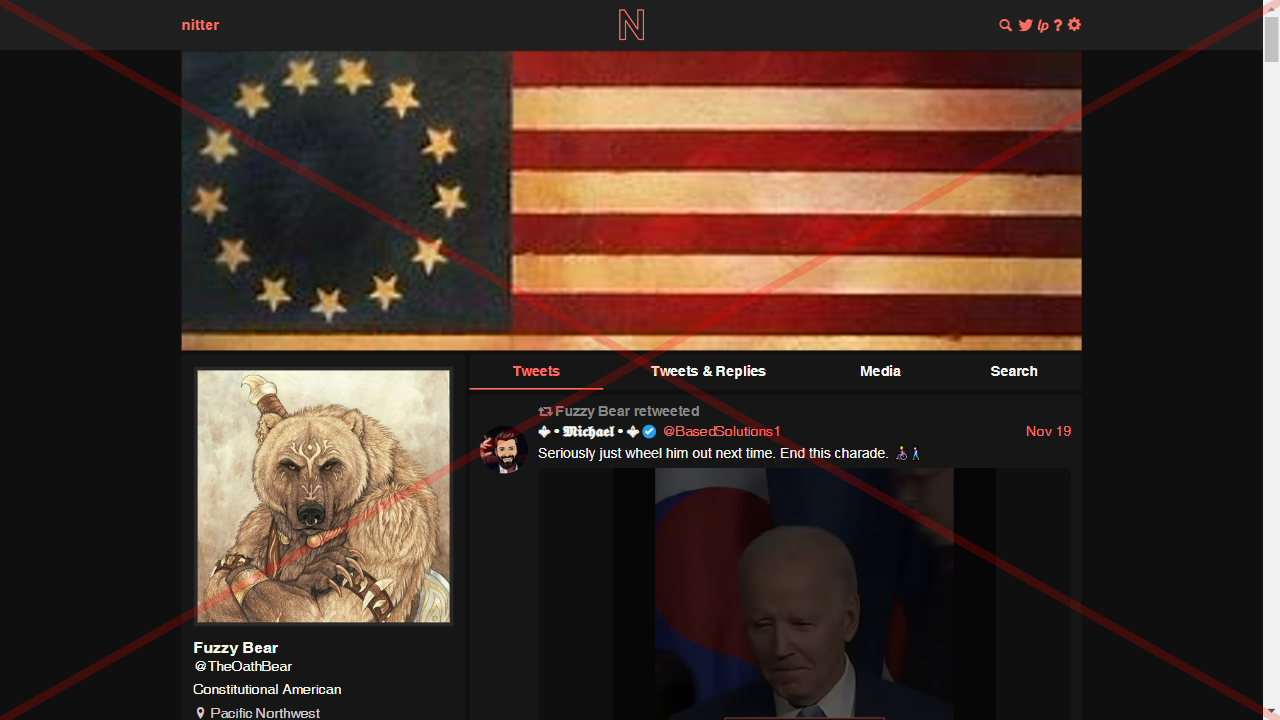 nitter
N
lp ?
Tweets Tweets & Replies Media Search
Fuzzy Bear retweeted
⚜ • 𝕸𝖎𝖈𝖍𝖆𝖊𝖑 • ⚜ @BasedSolutions1 Nov 19
Seriously just wheel him out next time. End this charade. 👨‍🦽🚶
Fuzzy Bear
@TheOathBear
Constitutional American
Pacific Northwest